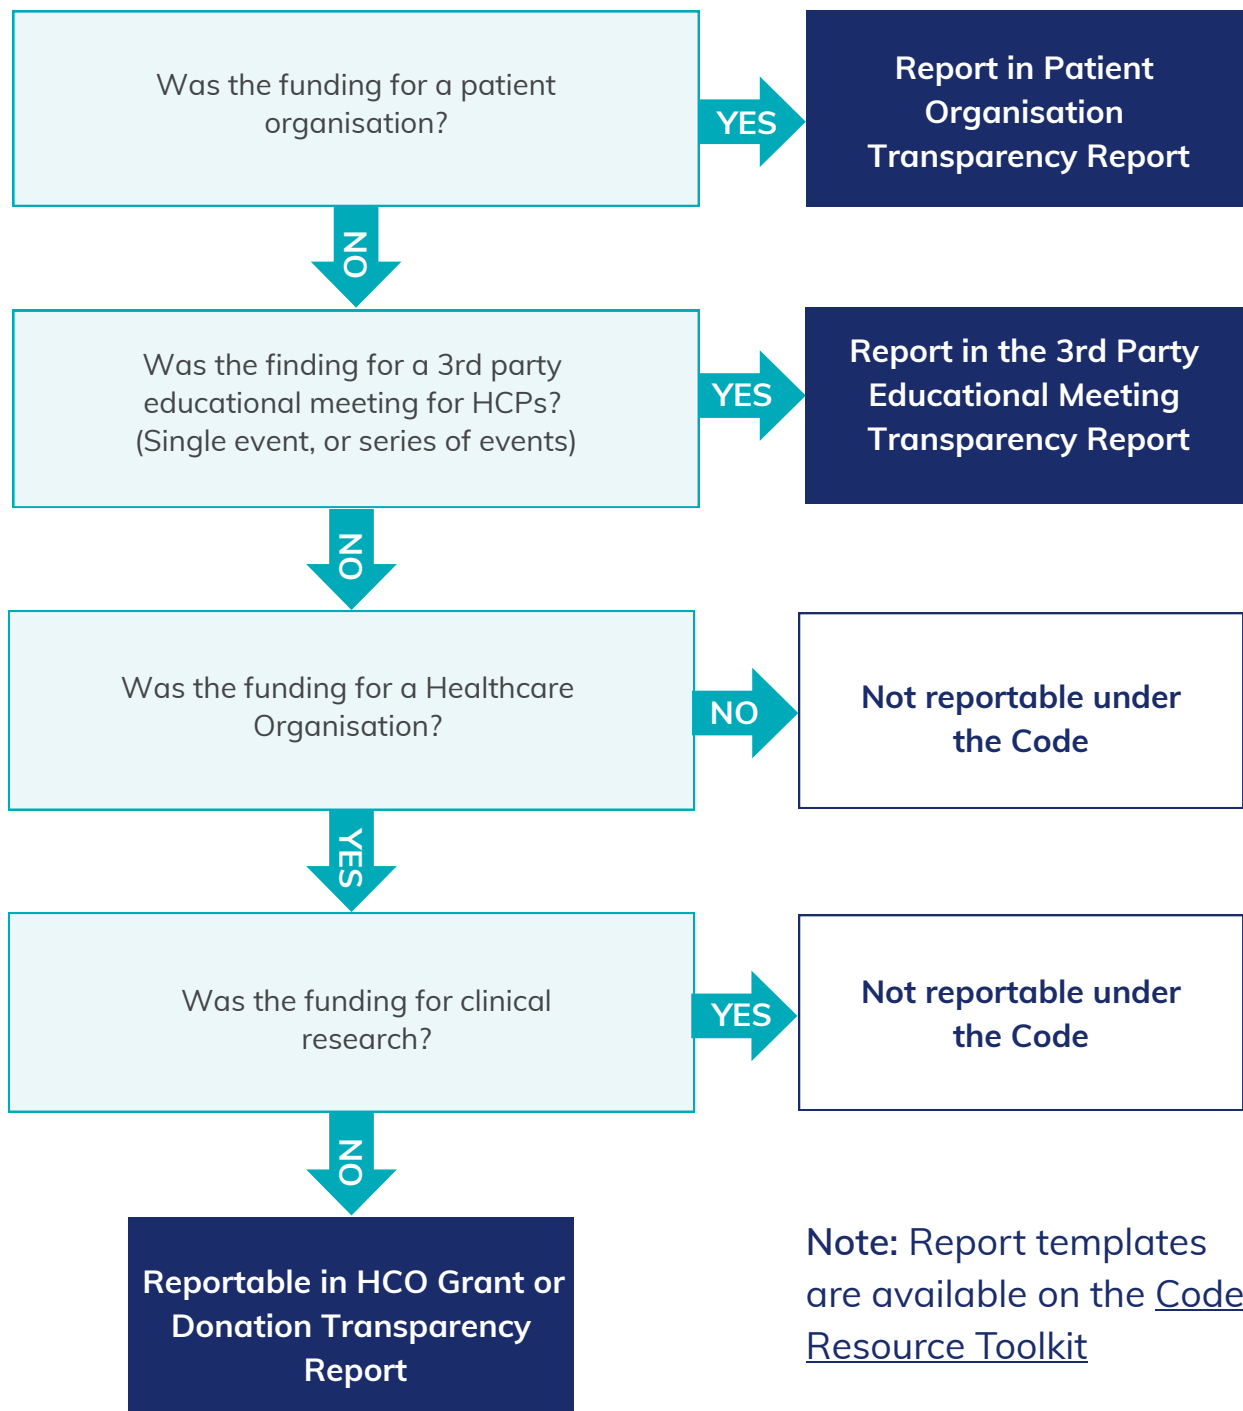 Was the funding for a patient
organisation?
YES
Report in Patient
Organisation
Transparency Report
NO
Was the finding for a 3rd party
educational meeting for HCPs?
(Single event, or series of events)
YES
Report in the 3rd Party
Educational Meeting
Transparency Report
NO
Was the funding for a Healthcare
Organisation?
NO
Not reportable under
the Code
YES
Was the funding for clinical
research?
YES
Not reportable under
the Code
NO
Reportable in HCO Grant or
Donation Transparency
Report
Note: Report templates
are available on the Code
Resource Toolkit